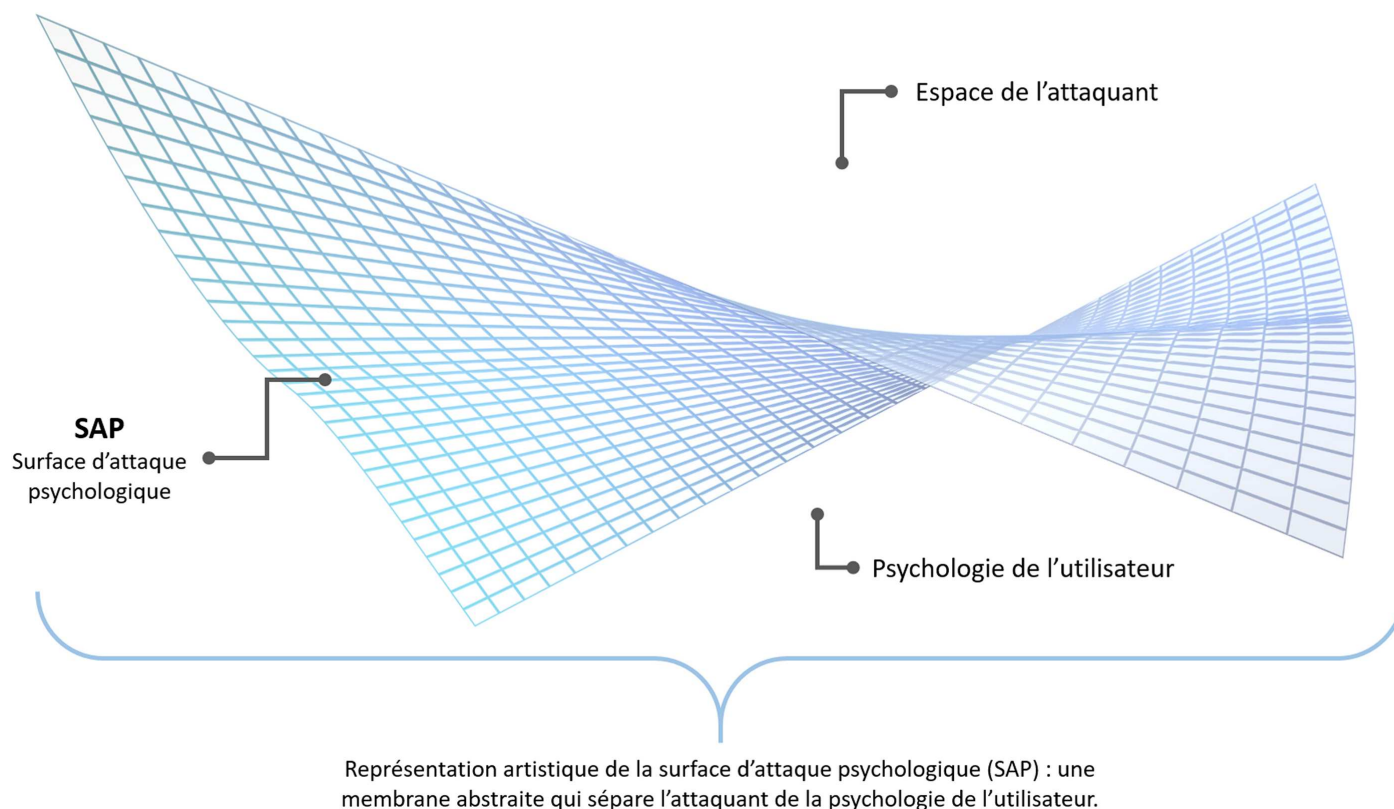 Espace de l’attaquant
SAP
Surface d’attaque
psychologique
Psychologie de l’utilisateur
Représentation artistique de la surface d’attaque psychologique (SAP) : une
membrane abstraite qui sépare l’attaquant de la psychologie de l’utilisateur.